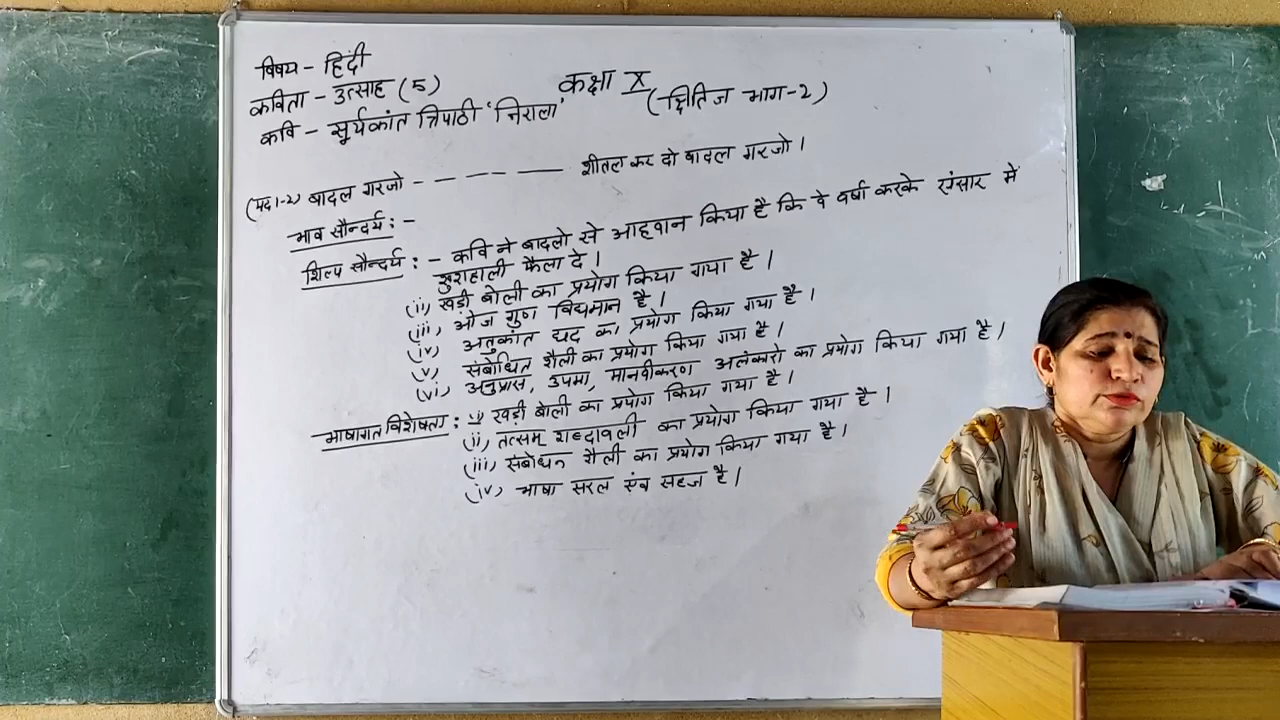 विषय - हिंदी
कविता - उत्साह (5)
कक्षा X
कवि - सूर्यकांत त्रिपाठी 'निराला'
(क्षितिज भाग-2)
(पद 1-2) बादल गरजो - — — — — शीतल कर दो बादल गरजो।
भाव सौन्दर्य : -
शिल्प सौन्दर्य : - कवि ने बादलो से आह्वान किया है कि वे वर्षा करके संसार में
खुशहाली फैला दे।
(ii) खड़ी बोली का प्रयोग किया गया है।
(iii) ओज गुण विद्यमान है।
(iv) अतुकांत छंद का प्रयोग किया गया है।
(v) संबोधित शैली का प्रयोग किया गया है।
(vi) अनुप्रास, उपमा, मानवीकरण अलंकारो का प्रयोग किया गया है।
भाषागत विशेषता : i) खड़ी बोली का प्रयोग किया गया है।
(ii) तत्सम् शब्दावली का प्रयोग किया गया है।
(iii) संबोधन शैली का प्रयोग किया गया है।
(iv) भाषा सरल एंव सहज है।